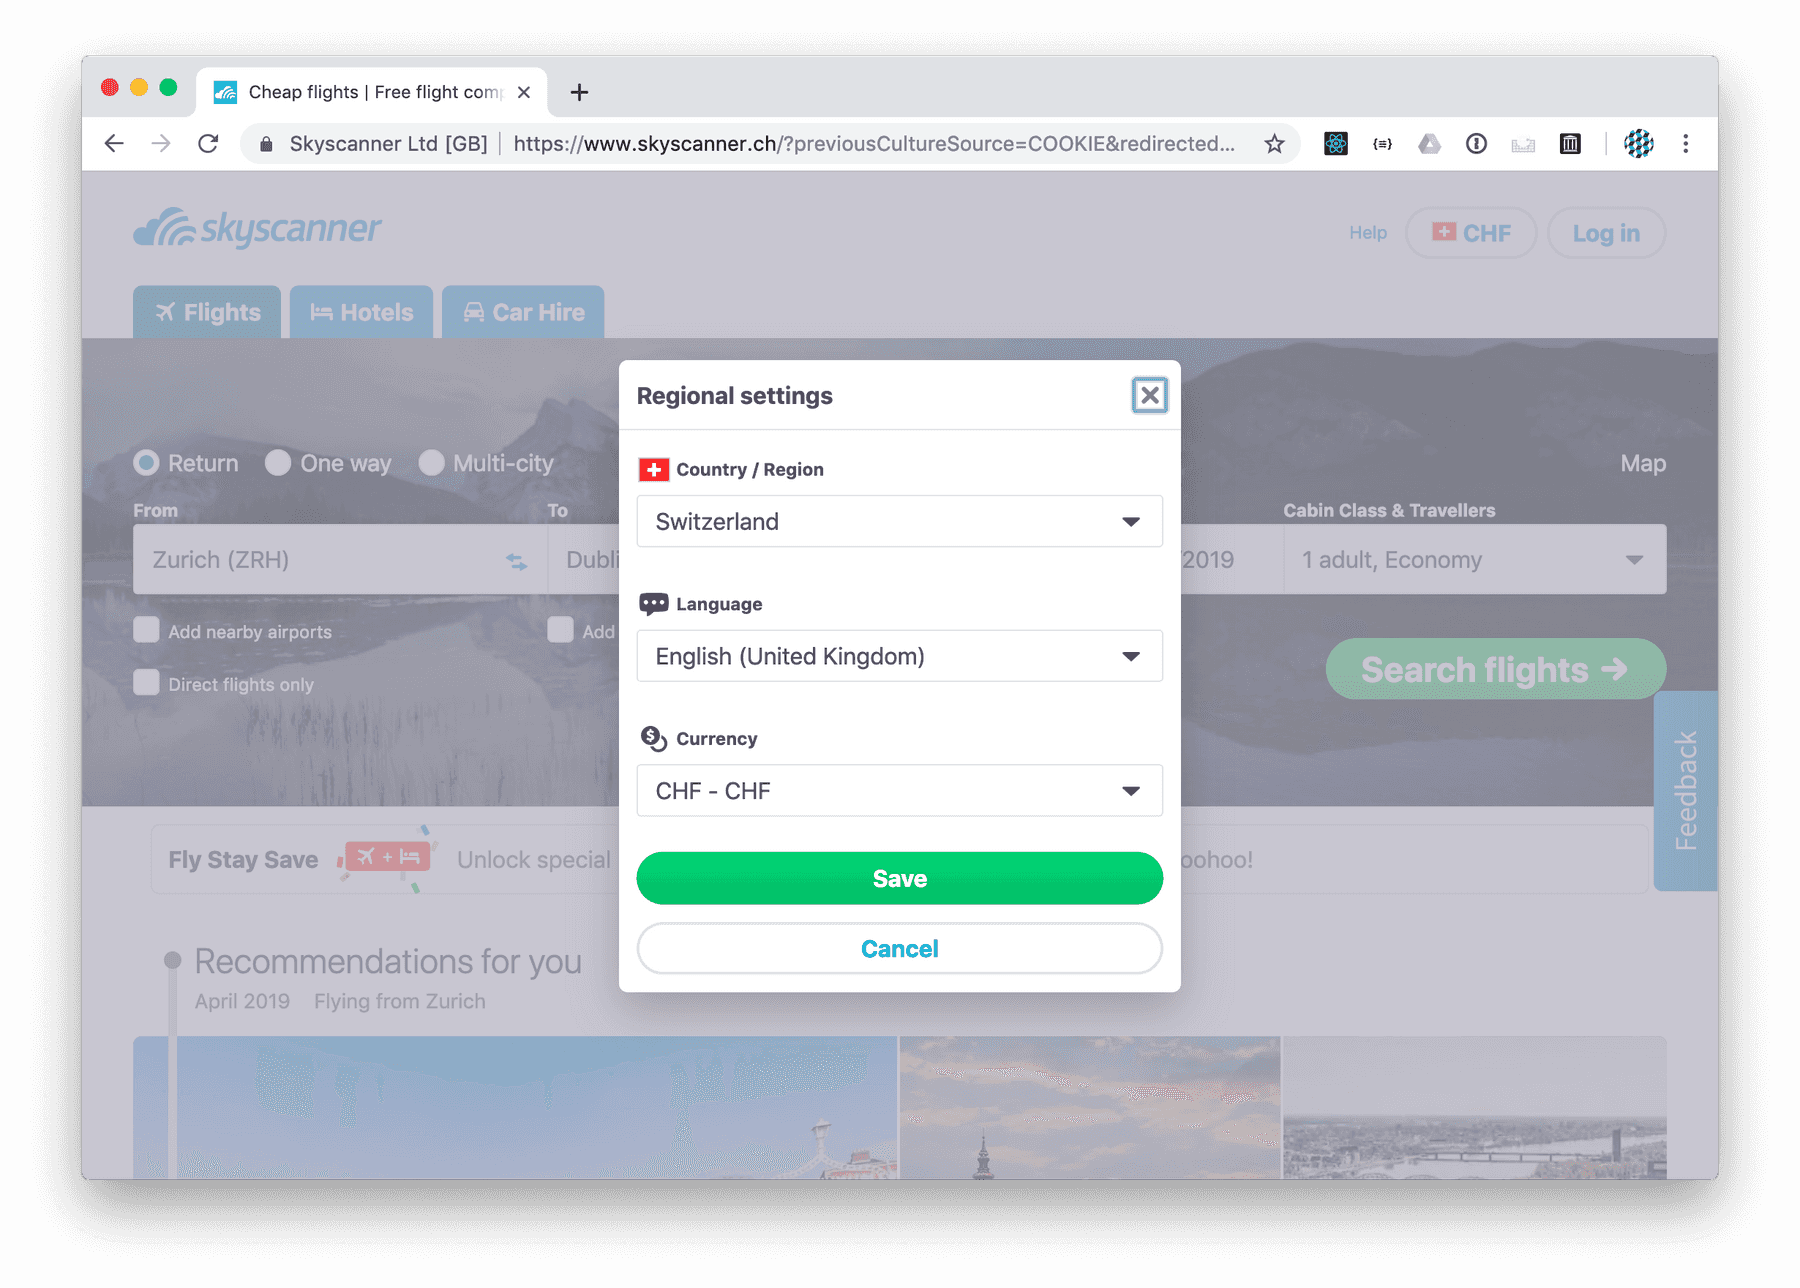 Cheap flights | Free flight com
Skyscanner Ltd [GB] https://www.skyscanner.ch/?previousCultureSource=COOKIE&redirected...
skyscanner
Help CHF Log in
Flights Hotels Car Hire
Regional settings
Country / Region
Switzerland
Language
English (United Kingdom)
Currency
CHF - CHF
Save
Cancel
Return One way Multi-city Map
From To Cabin Class & Travellers
Zurich (ZRH) Dubli /2019 1 adult, Economy
Add nearby airports Add
Direct flights only
Search flights
Feedback
Fly Stay Save Unlock special oohoo!
Recommendations for you
April 2019 Flying from Zurich